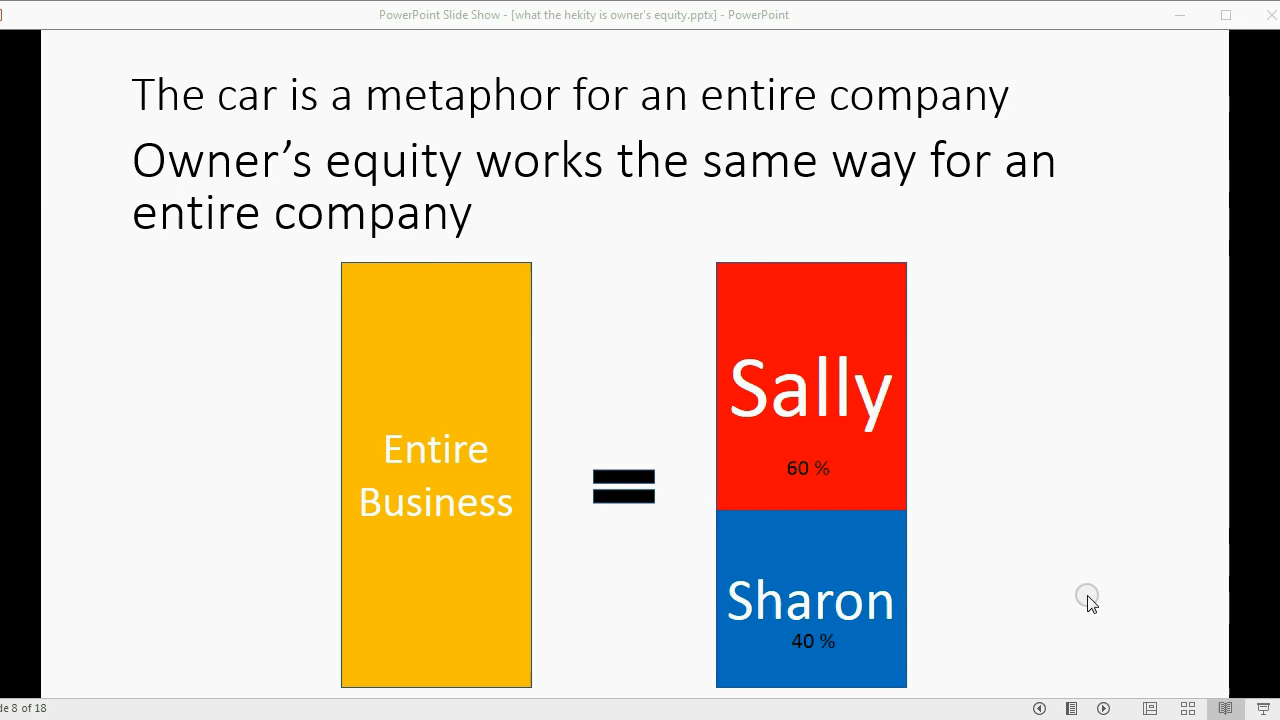 PowerPoint Slide Show - [what the hekity is owner's equity.pptx] - PowerPoint
The car is a metaphor for an entire company
Owner’s equity works the same way for an
entire company
Entire
Business
Sally
60 %
Sharon
40 %
de 8 of 18